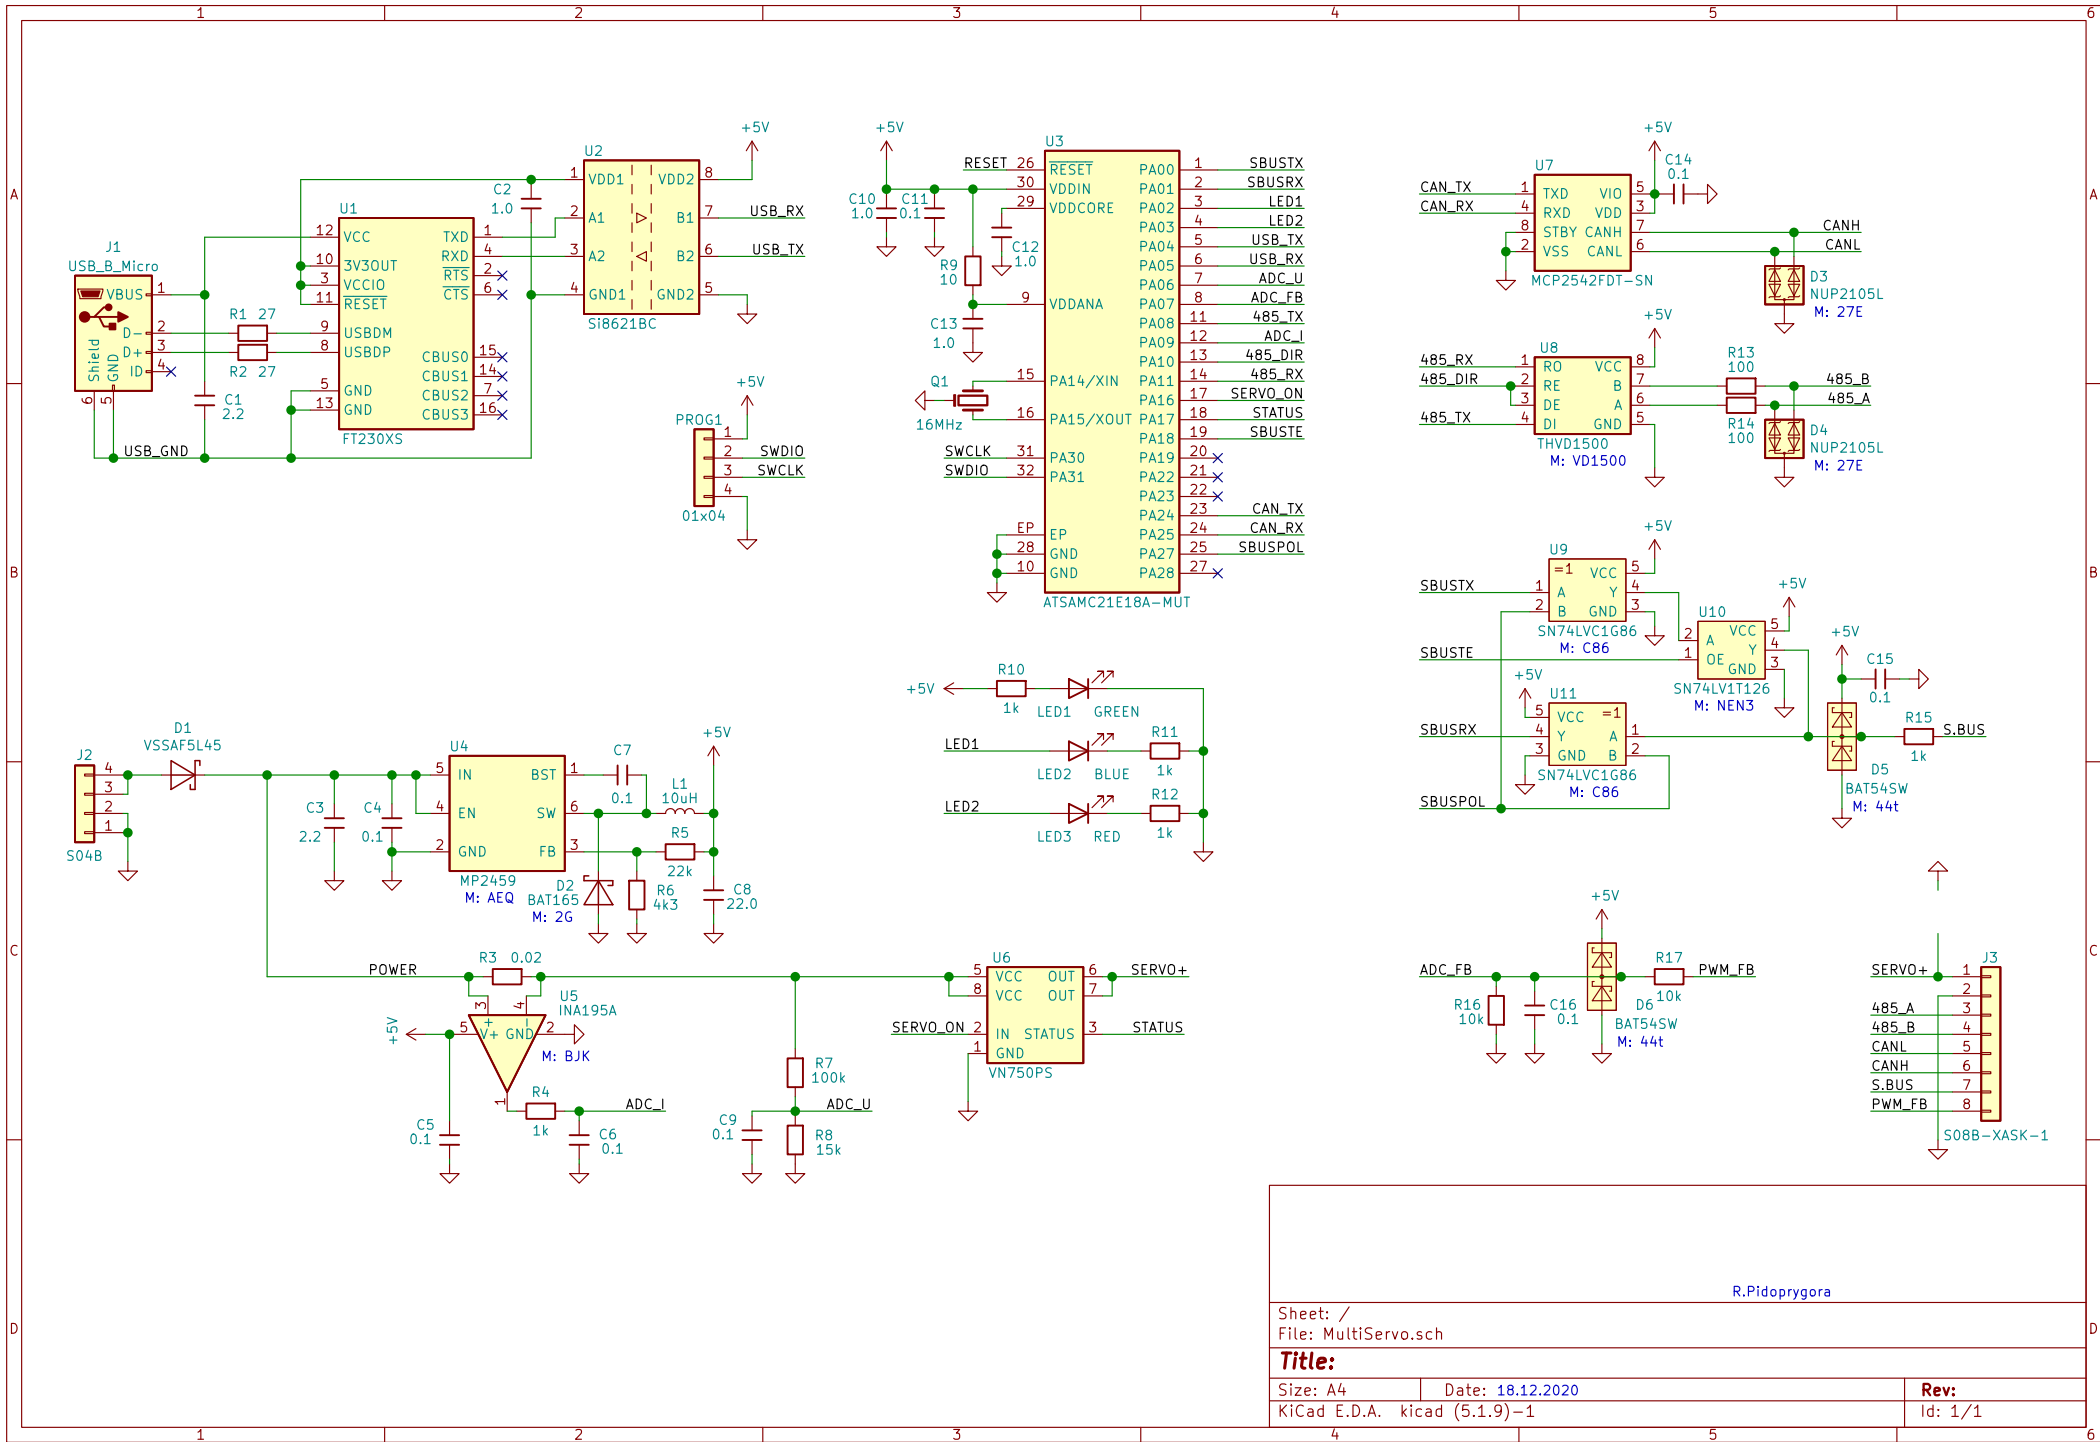 1 2 3 4 5 6
A
B
C
D
A
B
C
D
1 2 3 4 5 6
J1
USB_B_Micro
VBUS 1
D- 2
D+ 3
ID 4
Shield
GND
6 5
R1 27
R2 27
C1
2.2
USB_GND
U1
12 VCC
10 3V3OUT
3 VCCIO
11 RESET
9 USBDM
8 USBDP
5 GND
13 GND
TXD 1
RXD 4
RTS 2
CTS 6
CBUS0 15
CBUS1 14
CBUS2 7
CBUS3 16
FT230XS
C2
1.0
U2
1 VDD1
2 A1
3 A2
4 GND1
VDD2 8
B1 7
B2 6
GND2 5
Si8621BC
+5V
USB_RX
USB_TX
+5V
PROG1
1
2 SWDIO
3 SWCLK
4
01x04
+5V
C10
1.0
C11
0.1
C12
1.0
R9
10
C13
1.0
Q1
16MHz
U3
RESET 26 RESET
30 VDDIN
29 VDDCORE
9 VDDANA
15 PA14/XIN
16 PA15/XOUT
SWCLK 31 PA30
SWDIO 32 PA31
EP EP
28 GND
10 GND
PA00 1 SBUSTX
PA01 2 SBUSRX
PA02 3 LED1
PA03 4 LED2
PA04 5 USB_TX
PA05 6 USB_RX
PA06 7 ADC_U
PA07 8 ADC_FB
PA08 11 485_TX
PA09 12 ADC_I
PA10 13 485_DIR
PA11 14 485_RX
PA16 17 SERVO_ON
PA17 18 STATUS
PA18 19 SBUSTE
PA19 20
PA22 21
PA23 22
PA24 23 CAN_TX
PA25 24 CAN_RX
PA27 25 SBUSPOL
PA28 27
ATSAMC21E18A-MUT
U7
CAN_TX 1 TXD
CAN_RX 4 RXD
8 STBY
2 VSS
VIO 5
VDD 3
CANH 7
CANL 6
MCP2542FDT-SN
+5V
C14
0.1
CANH
CANL
D3
NUP2105L
M: 27E
U8
485_RX 1 RO
485_DIR 2 RE
3 DE
485_TX 4 DI
VCC 8
B 7
A 6
GND 5
THVD1500
M: VD1500
+5V
R13
100
R14
100
485_B
485_A
D4
NUP2105L
M: 27E
U9
=1
SBUSTX 1 A
2 B
VCC 5
Y 4
GND 3
SN74LVC1G86
M: C86
+5V
U10
2 A
SBUSTE 1 OE
VCC 5
Y 4
GND 3
SN74LV1T126
M: NEN3
+5V
+5V
U11
=1
5 VCC
SBUSRX 4 Y
3 GND
A 1
B 2
SN74LVC1G86
M: C86
SBUSPOL
+5V
C15
0.1
R15
1k
S.BUS
D5
BAT54SW
M: 44t
+5V
R10
1k
LED1 GREEN
LED1
LED2 BLUE
R11
1k
LED2
LED3 RED
R12
1k
J2
4
3
2
1
S04B
D1
VSSAF5L45
C3
2.2
C4
0.1
U4
5 IN
4 EN
2 GND
BST 1
SW 6
FB 3
MP2459
M: AEQ
C7
0.1
L1
10uH
+5V
R5
22k
D2
BAT165
M: 2G
R6
4k3
C8
22.0
POWER
R3 0.02
U5
INA195A
3 4
+ -
5 V+ GND 2
1
M: BJK
+5V
C5
0.1
R4
1k
C6
0.1
ADC_I
R7
100k
ADC_U
C9
0.1
R8
15k
U6
5 VCC
8 VCC
SERVO_ON 2 IN
1 GND
OUT 6 SERVO+
OUT 7
STATUS 3 STATUS
VN750PS
+5V
ADC_FB
R16
10k
C16
0.1
R17
10k
PWM_FB
D6
BAT54SW
M: 44t
J3
SERVO+ 1
2
485_A 3
485_B 4
CANL 5
CANH 6
S.BUS 7
PWM_FB 8
S08B-XASK-1
R.Pidoprygora
Sheet: /
File: MultiServo.sch
Title:
Size: A4 Date: 18.12.2020 Rev:
KiCad E.D.A. kicad (5.1.9)-1 Id: 1/1